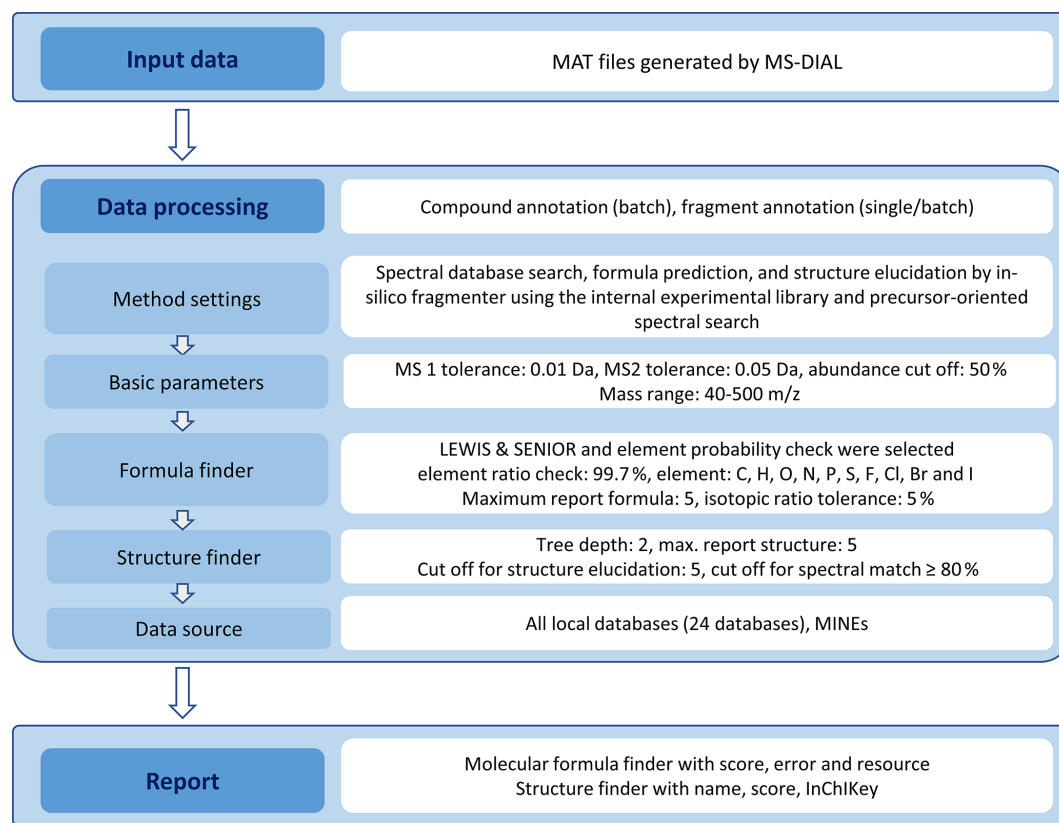 Input data
MAT files generated by MS-DIAL
Data processing
Compound annotation (batch), fragment annotation (single/batch)
Method settings
Spectral database search, formula prediction, and structure elucidation by in-
silico fragmenter using the internal experimental library and precursor-oriented
spectral search
Basic parameters
MS 1 tolerance: 0.01 Da, MS2 tolerance: 0.05 Da, abundance cut off: 50%
Mass range: 40-500 m/z
Formula finder
LEWIS & SENIOR and element probability check were selected
element ratio check: 99.7%, element: C, H, O, N, P, S, F, Cl, Br and I
Maximum report formula: 5, isotopic ratio tolerance: 5%
Structure finder
Tree depth: 2, max. report structure: 5
Cut off for structure elucidation: 5, cut off for spectral match ≥ 80%
Data source
All local databases (24 databases), MINEs
Report
Molecular formula finder with score, error and resource
Structure finder with name, score, InChIKey